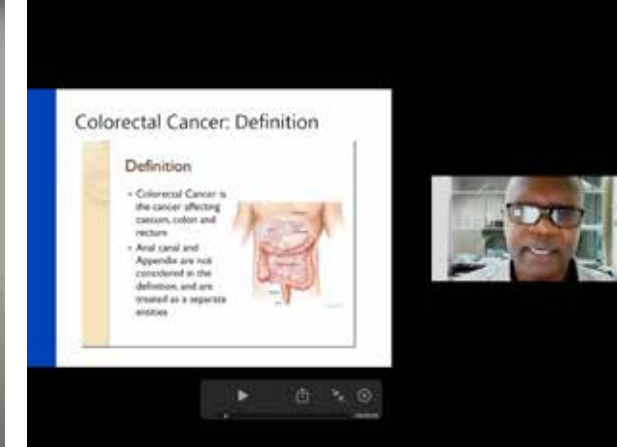 Colorectal Cancer: Definition
Definition
• Colorectal Cancer is
the cancer affecting
caecum, colon and
rectum
• Anal canal and
Appendix are not
considered in the
definition, and are
treated as a separate
entities